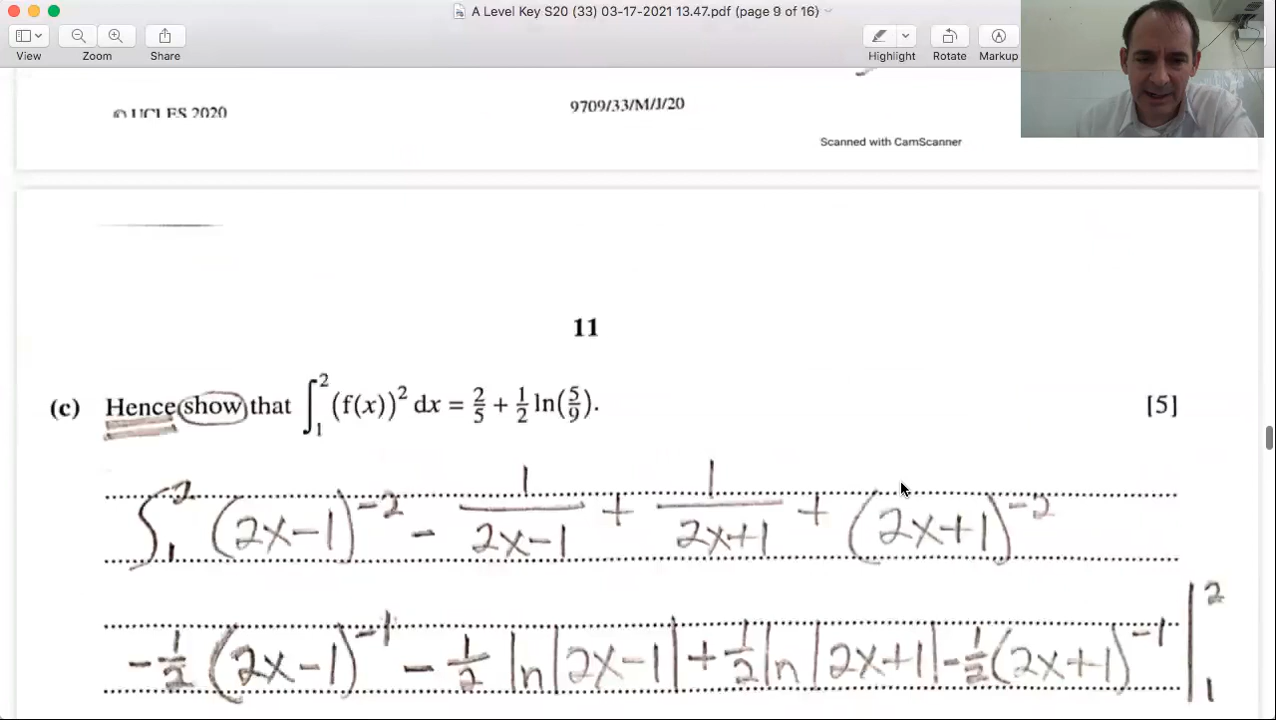 A Level Key S20 (33) 03-17-2021 13.47.pdf (page 9 of 16)
View Zoom Share Highlight Rotate Markup
© UCLES 2020
9709/33/M/J/20
Scanned with CamScanner
11
(c) Hence show that ∫₁² (f(x))² dx = 2/5 + 1/2 ln(5/9). [5]
∫₁² (2x−1)⁻² − 1/(2x−1) + 1/(2x+1) + (2x+1)⁻²
−1/2 (2x−1)⁻¹ − 1/2 ln|2x−1| + 1/2 ln|2x+1| − 1/2 (2x+1)⁻¹ |₁²